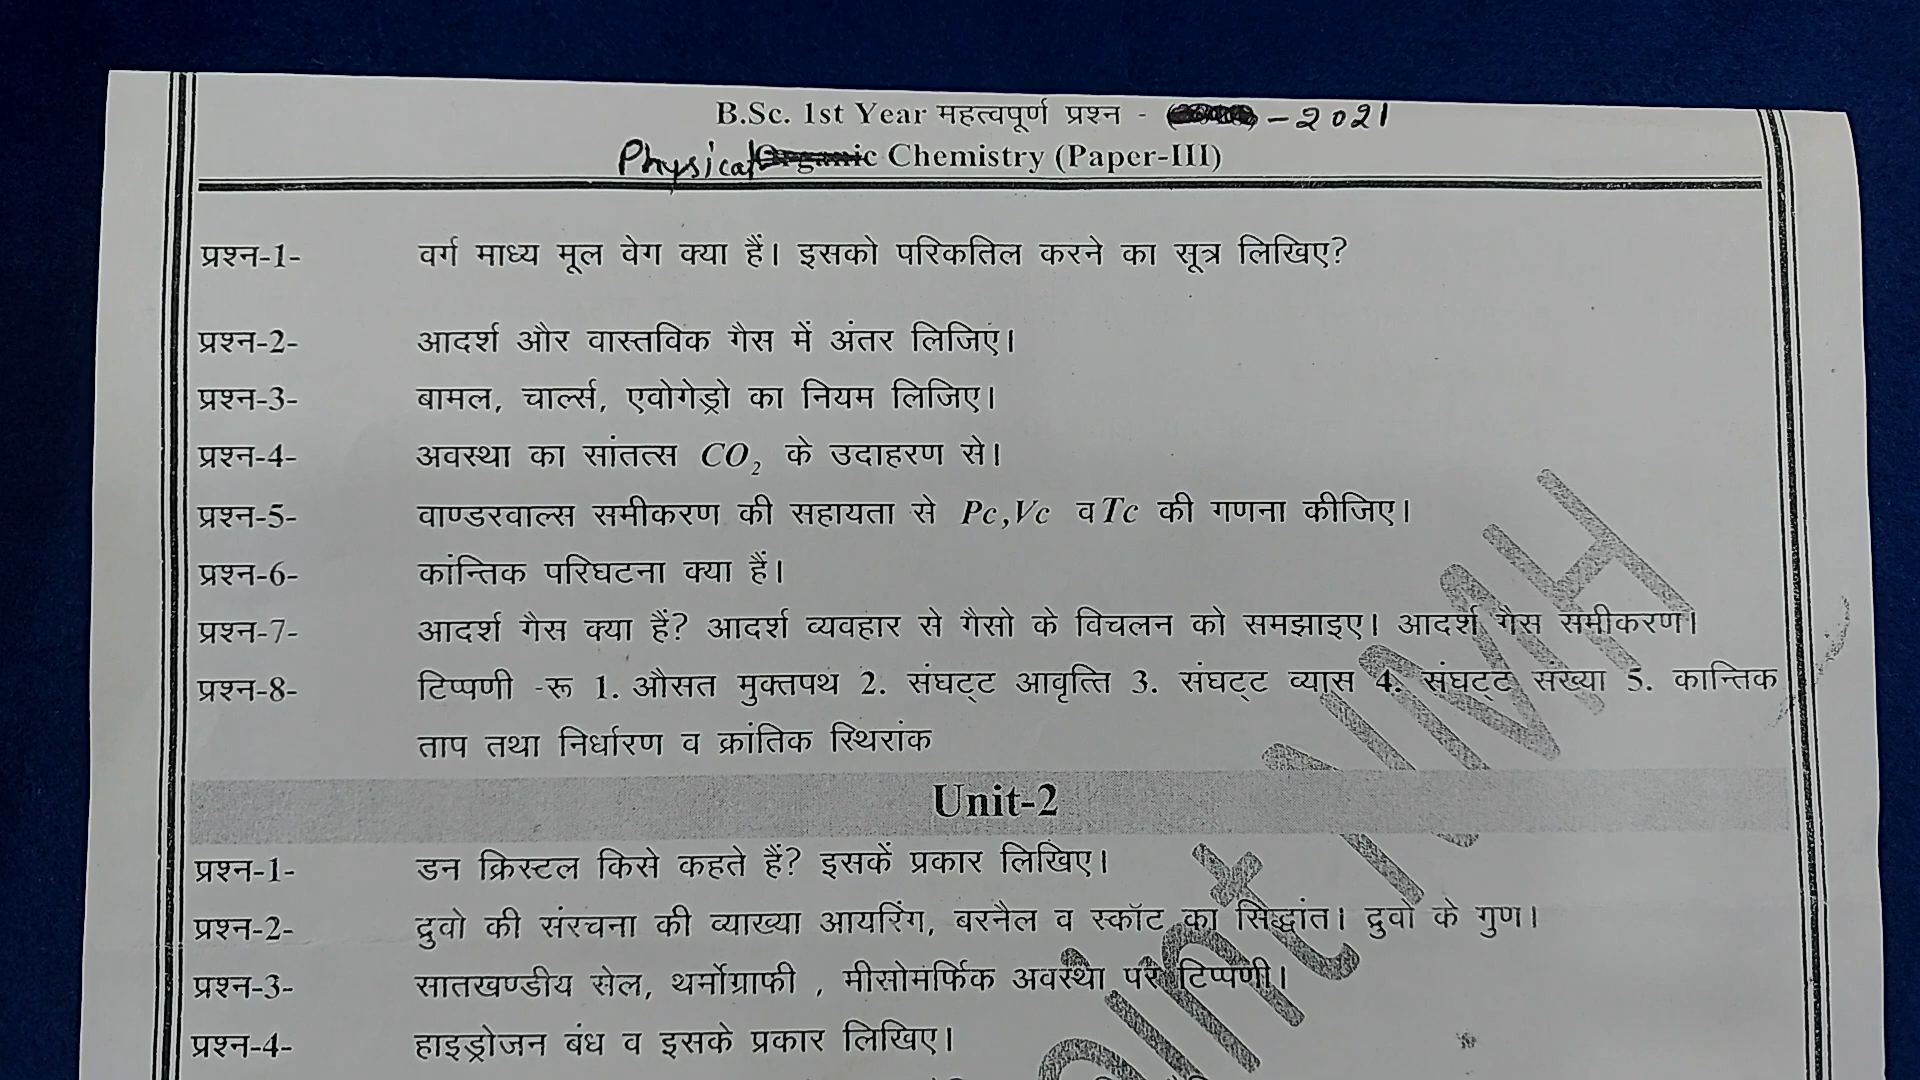 B.Sc. 1st Year महत्वपूर्ण प्रश्न - -2021
Physical Chemistry (Paper-III)
प्रश्न-1- वर्ग माध्य मूल वेग क्या हैं। इसको परिकतिल करने का सूत्र लिखिए?
प्रश्न-2- आदर्श और वास्तविक गैस में अंतर लिजिए।
प्रश्न-3- बामल, चार्ल्स, एवोगेड्रो का नियम लिजिए।
प्रश्न-4- अवस्था का सांतत्स CO₂ के उदाहरण से।
प्रश्न-5- वाण्डरवाल्स समीकरण की सहायता से Pc,Vc व Tc की गणना कीजिए।
प्रश्न-6- कांन्तिक परिघटना क्या हैं।
प्रश्न-7- आदर्श गैस क्या हैं? आदर्श व्यवहार से गैसो के विचलन को समझाइए। आदर्श गैस समीकरण।
प्रश्न-8- टिप्पणी -रू 1. औसत मुक्तपथ 2. संघट्ट आवृत्ति 3. संघट्ट व्यास 4. संघट्ट संख्या 5. कान्तिक
ताप तथा निर्धारण व क्रांतिक स्थिरांक
Unit-2
प्रश्न-1- डन क्रिस्टल किसे कहते हैं? इसकें प्रकार लिखिए।
प्रश्न-2- द्रुवो की संरचना की व्याख्या आयरिंग, बरनैल व स्कॉट का सिद्धांत। द्रुवो के गुण।
प्रश्न-3- सातखण्डीय सेल, थर्मोग्राफी , मीसोमर्फिक अवस्था पर टिप्पणी।
प्रश्न-4- हाइड्रोजन बंध व इसके प्रकार लिखिए।